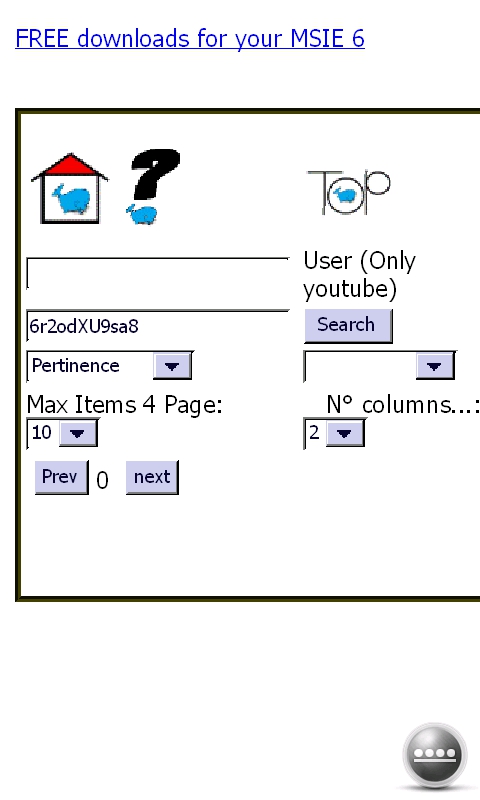 FREE downloads for your MSIE 6
?
TOP
User (Only
youtube)
6r2odXU9sa8
Search
Pertinence
Max Items 4 Page:
N° columns...:
10
2
Prev 0 next